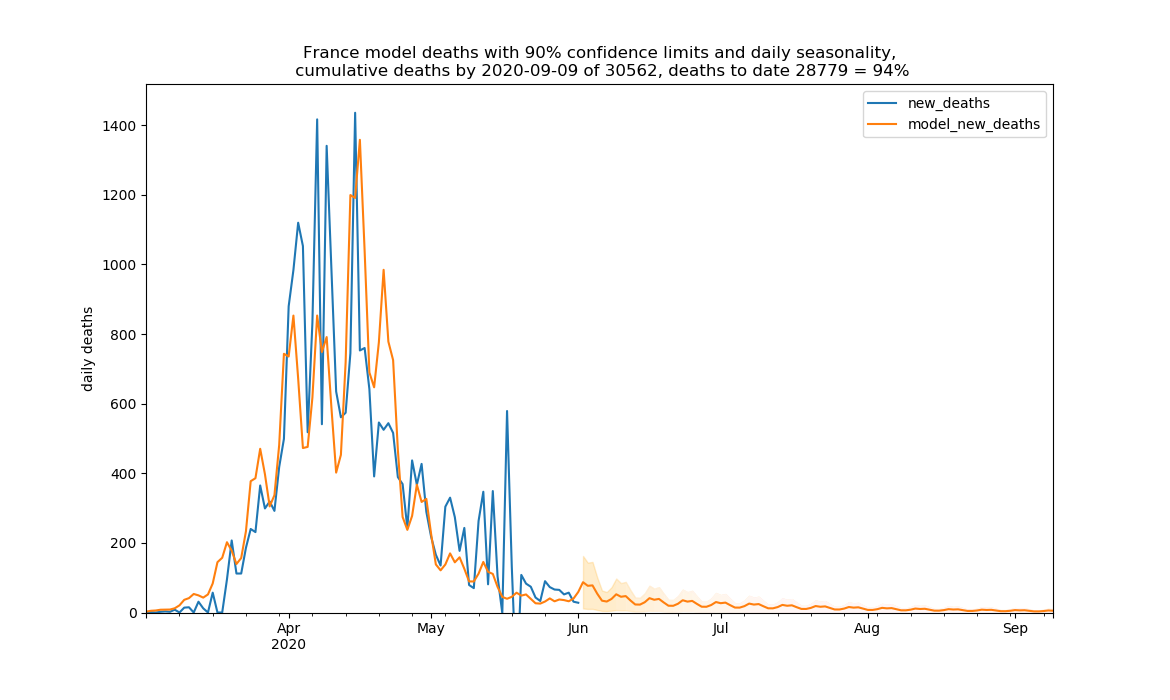 France model deaths with 90% confidence limits and daily seasonality,
cumulative deaths by 2020-09-09 of 30562, deaths to date 28779 = 94%
new_deaths
model_new_deaths
1400
1200
1000
800
600
400
200
0
daily deaths
Apr
2020
May
Jun
Jul
Aug
Sep